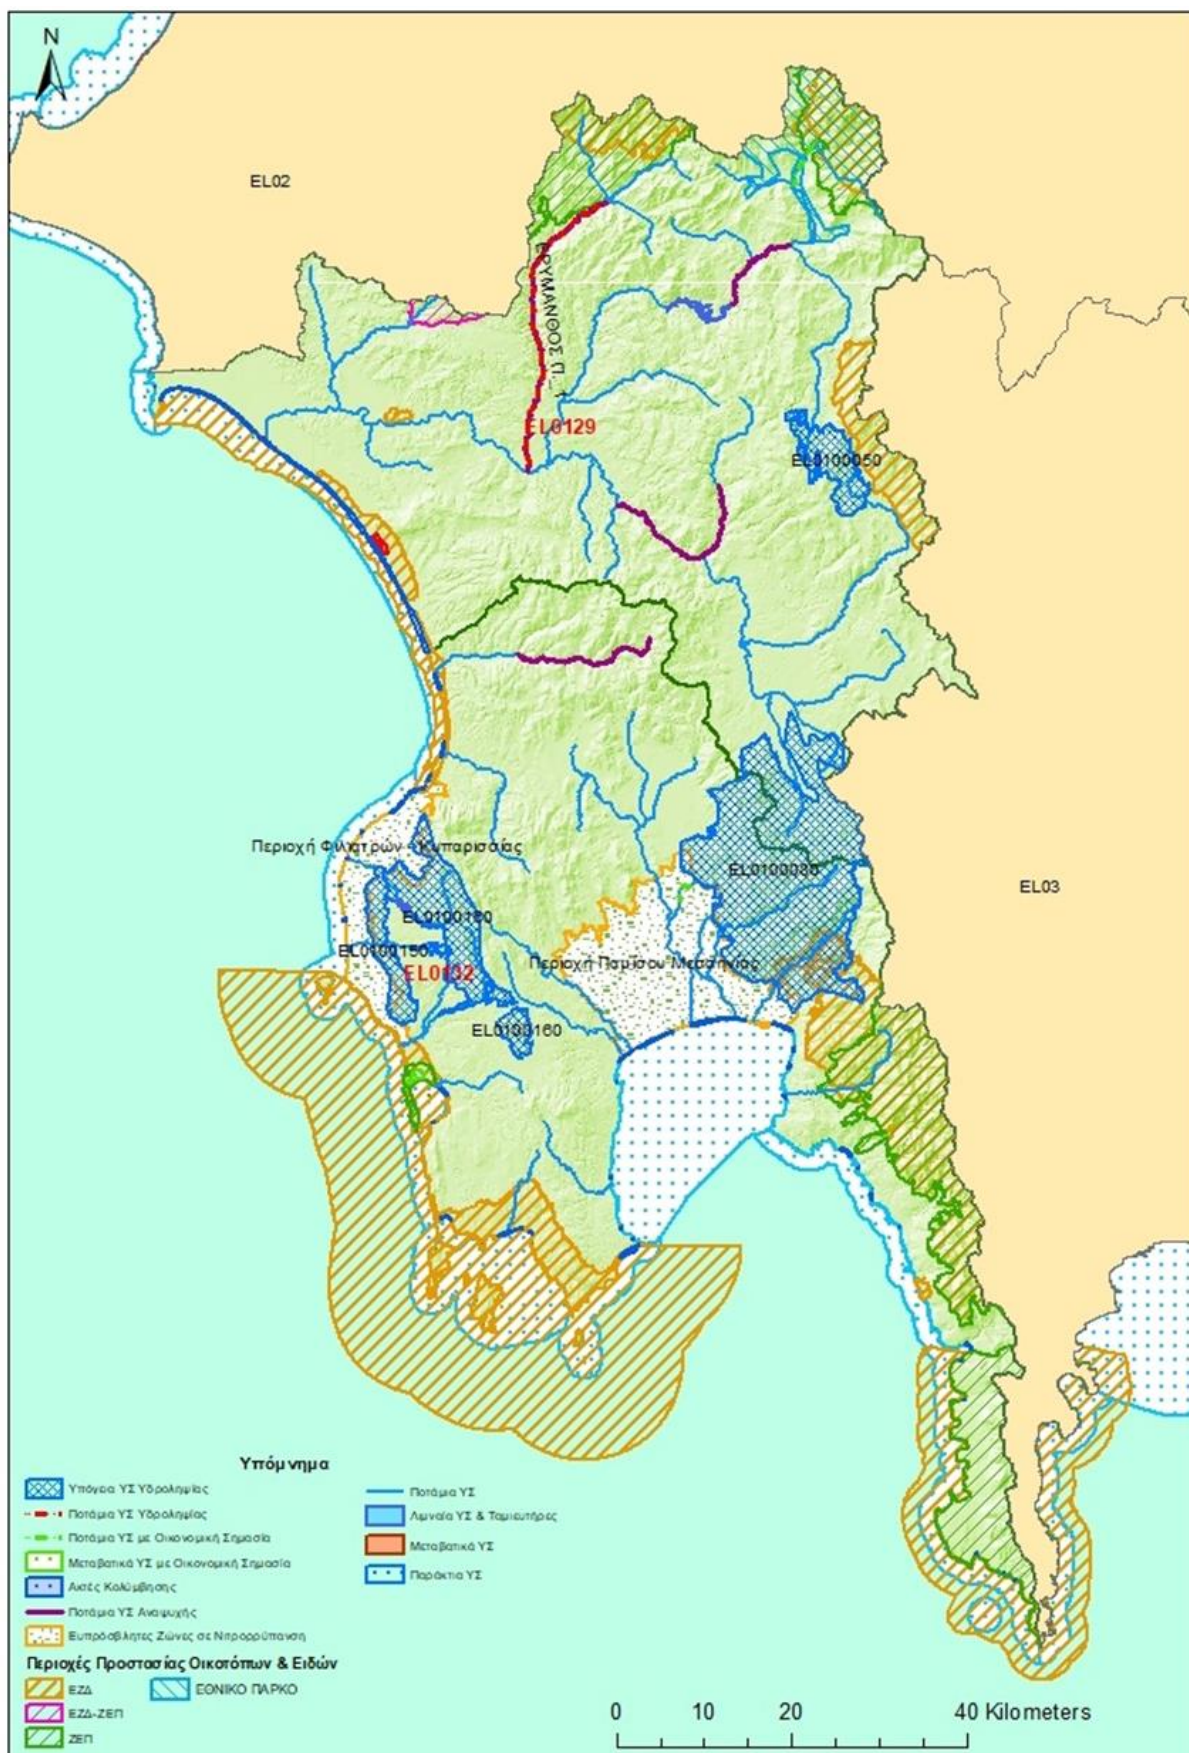 N
EL02
ΕΡΥΜΑΝΘΟΣ Π._1
EL0129
EL0100050
Περιοχή Φιλιατρών - Κυπαρισσίας
EL0100080
EL03
EL0100180
EL0100150
EL0132
Περιοχή Παμίσου Μεσσηνίας
EL0100160
Υπόμνημα
Υπόγεια ΥΣ Υδροληψίας
Ποτάμια ΥΣ Υδροληψίας
Ποτάμια ΥΣ με Οικονομική Σημασία
Μεταβατικά ΥΣ με Οικονομική Σημασία
Ακτές Κολύμβησης
Ποτάμια ΥΣ Αναψυχής
Ευπρόσβλητες Ζώνες σε Νιτρορρύπανση
Ποτάμια ΥΣ
Λιμναία ΥΣ & Ταμιευτήρες
Μεταβατικά ΥΣ
Παράκτια ΥΣ
Περιοχές Προστασίας Οικοτόπων & Ειδών
ΕΖΔ
ΕΘΝΙΚΟ ΠΑΡΚΟ
ΕΖΔ-ΖΕΠ
ΖΕΠ
0 10 20 40 Kilometers